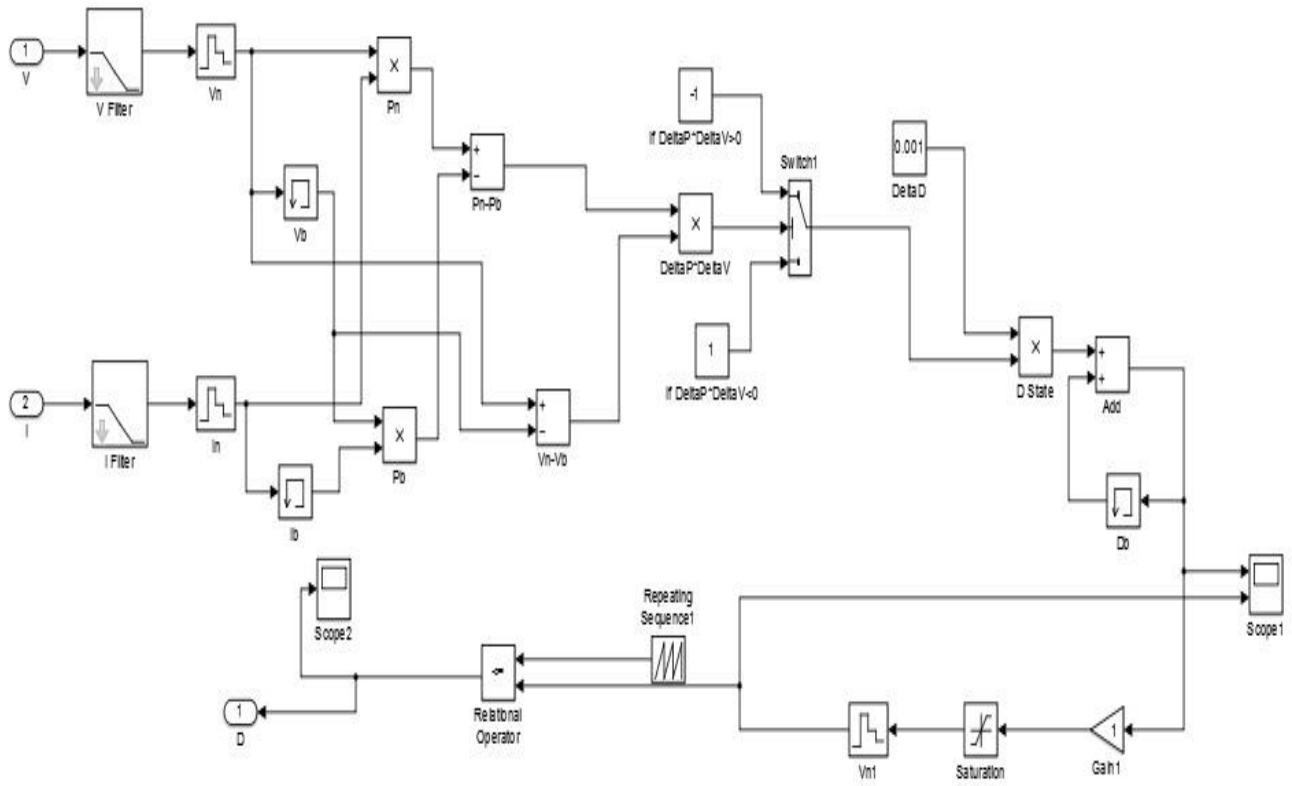 1
V
V Filter
Vn
×
Pn
-1
If DeltaP*DeltaV>0
+
−
Pn-Pb
Switch1
0.001
DeltaD
Vb
×
DeltaP*DeltaV
1
If DeltaP*DeltaV<0
×
D State
+
+
Add
2
I
I Filter
In
×
Pb
+
−
Vn-Vb
Ib
Db
Scope2
Repeating
Sequence1
Scope1
<=
Relational
Operator
1
D
Vn1
Saturation
1
Gain1